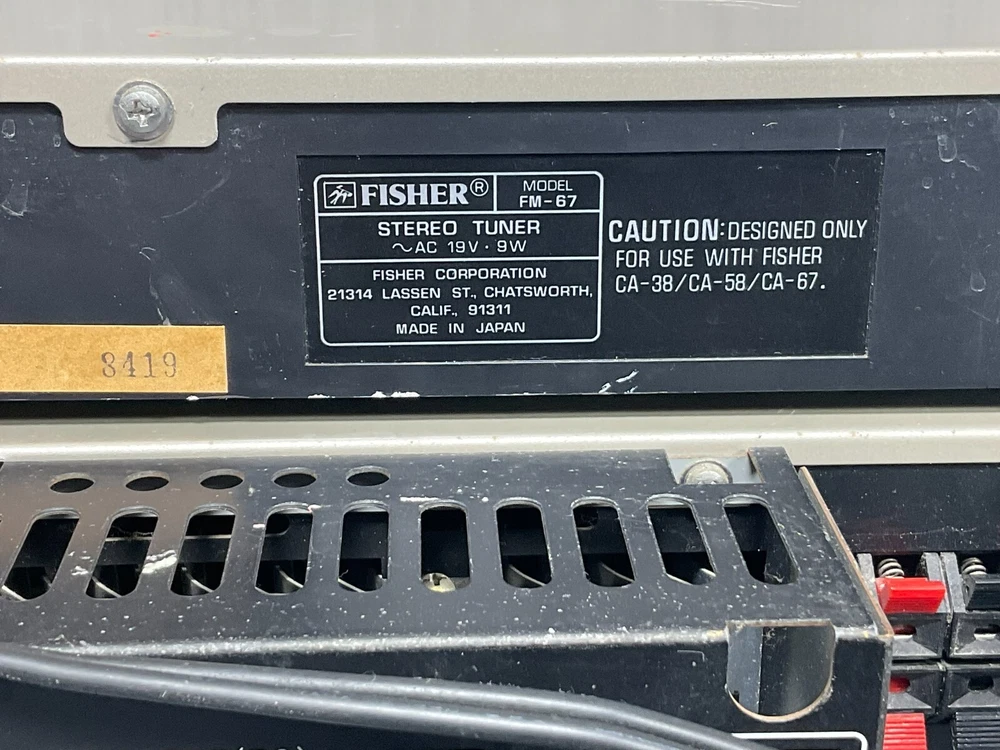 FISHER®
MODEL
FM-67
STEREO TUNER
~AC 19V · 9W
FISHER CORPORATION
21314 LASSEN ST., CHATSWORTH,
CALIF., 91311
MADE IN JAPAN
CAUTION: DESIGNED ONLY
FOR USE WITH FISHER
CA-38/CA-58/CA-67.
8419